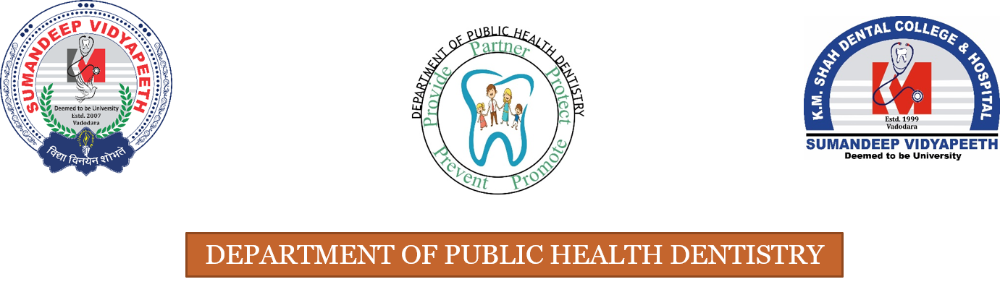 SUMANDEEP VIDYAPEETH
Deemed to be University
Estd. 2007
Vadodara
विद्या विनयेन शोभते
DEPARTMENT OF PUBLIC HEALTH DENTISTRY
Partner
Provide
Protect
Prevent
Promote
K.M. SHAH DENTAL COLLEGE & HOSPITAL
Estd. 1999
Vadodara
SUMANDEEP VIDYAPEETH
Deemed to be University
DEPARTMENT OF PUBLIC HEALTH DENTISTRY